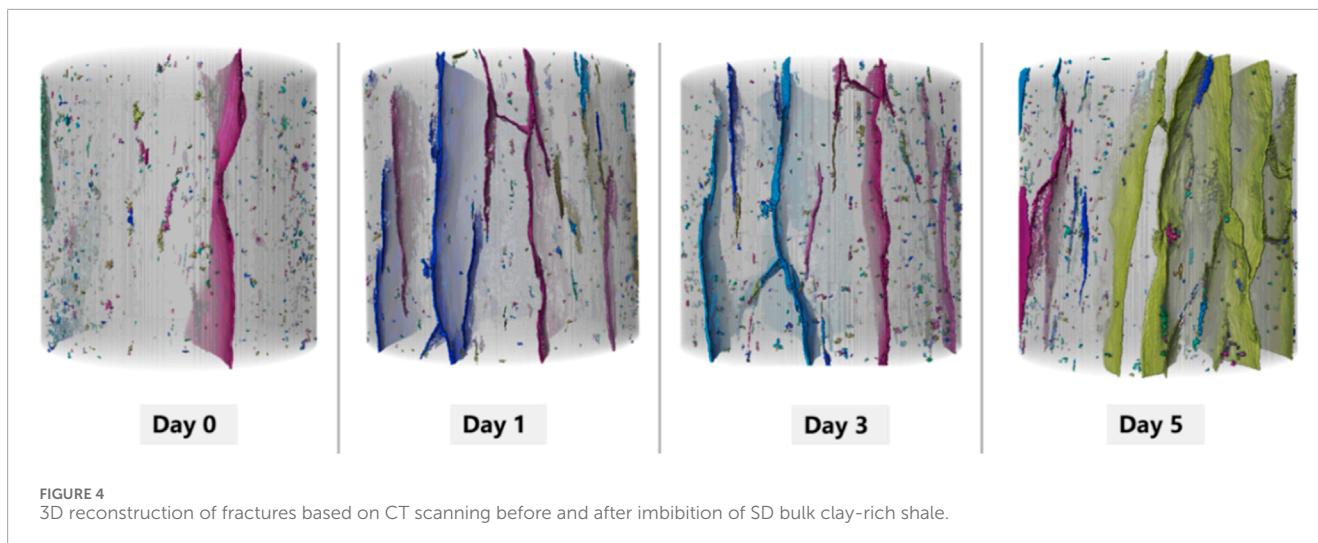 Day 0
Day 1
Day 3
Day 5
FIGURE 4
3D reconstruction of fractures based on CT scanning before and after imbibition of SD bulk clay-rich shale.